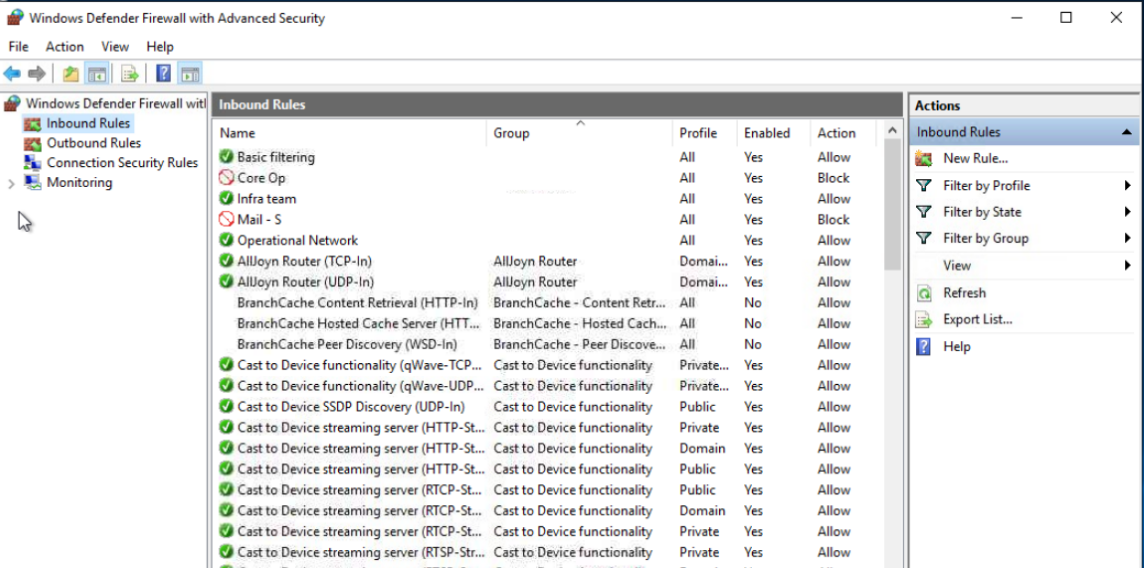 Windows Defender Firewall with Advanced Security
File Action View Help
Windows Defender Firewall witl
Inbound Rules
Outbound Rules
Connection Security Rules
Monitoring
Inbound Rules
Name Group Profile Enabled Action
Basic filtering All Yes Allow
Core Op All Yes Block
Infra team All Yes Allow
Mail - S All Yes Block
Operational Network All Yes Allow
AllJoyn Router (TCP-In) AllJoyn Router Domai... Yes Allow
AllJoyn Router (UDP-In) AllJoyn Router Domai... Yes Allow
BranchCache Content Retrieval (HTTP-In) BranchCache - Content Retr... All No Allow
BranchCache Hosted Cache Server (HTT... BranchCache - Hosted Cach... All No Allow
BranchCache Peer Discovery (WSD-In) BranchCache - Peer Discove... All No Allow
Cast to Device functionality (qWave-TCP... Cast to Device functionality Private... Yes Allow
Cast to Device functionality (qWave-UDP... Cast to Device functionality Private... Yes Allow
Cast to Device SSDP Discovery (UDP-In) Cast to Device functionality Public Yes Allow
Cast to Device streaming server (HTTP-St... Cast to Device functionality Private Yes Allow
Cast to Device streaming server (HTTP-St... Cast to Device functionality Domain Yes Allow
Cast to Device streaming server (HTTP-St... Cast to Device functionality Public Yes Allow
Cast to Device streaming server (RTCP-St... Cast to Device functionality Public Yes Allow
Cast to Device streaming server (RTCP-St... Cast to Device functionality Domain Yes Allow
Cast to Device streaming server (RTCP-St... Cast to Device functionality Private Yes Allow
Cast to Device streaming server (RTSP-Str... Cast to Device functionality Private Yes Allow
Actions
Inbound Rules
New Rule...
Filter by Profile
Filter by State
Filter by Group
View
Refresh
Export List...
Help